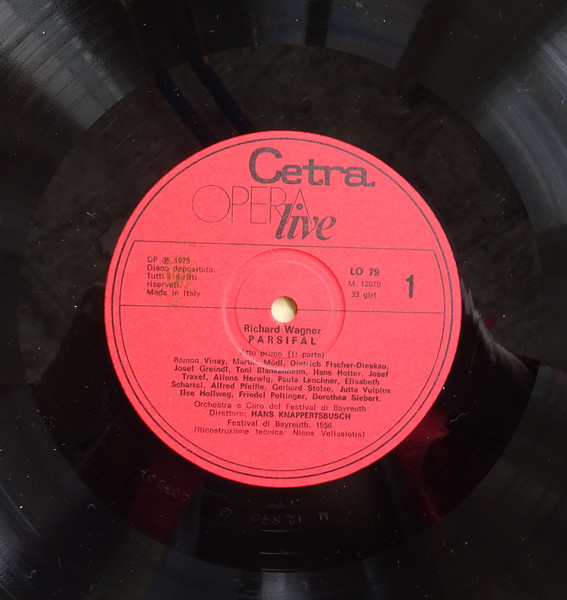 Cetra
OPERA
live
DP ℗ 1979
Disco depositato.
Tutti i diritti
riservati.
Made in Italy
LO 79
33 giri
1
Richard Wagner
PARSIFAL
Atto primo (1ª parte)
Ramon Vinay, Martha Mödl, Dietrich Fischer-Dieskau,
Josef Greindl, Toni Blankenheim, Hans Hotter, Josef
Traxel, Alfons Herwig, Paula Lenchner, Elisabeth
Schartel, Alfred Pfeifle, Gerhard Stolze, Jutta Vulpius
Ilse Hollweg, Friedel Pöltinger, Dorothea Siebert.
Orchestra e Coro del Festival di Bayreuth
Direttore: HANS KNAPPERTSBUSCH
Festival di Bayreuth, 1956
(Ricostruzione tecnica: Nicos Velissiotis)